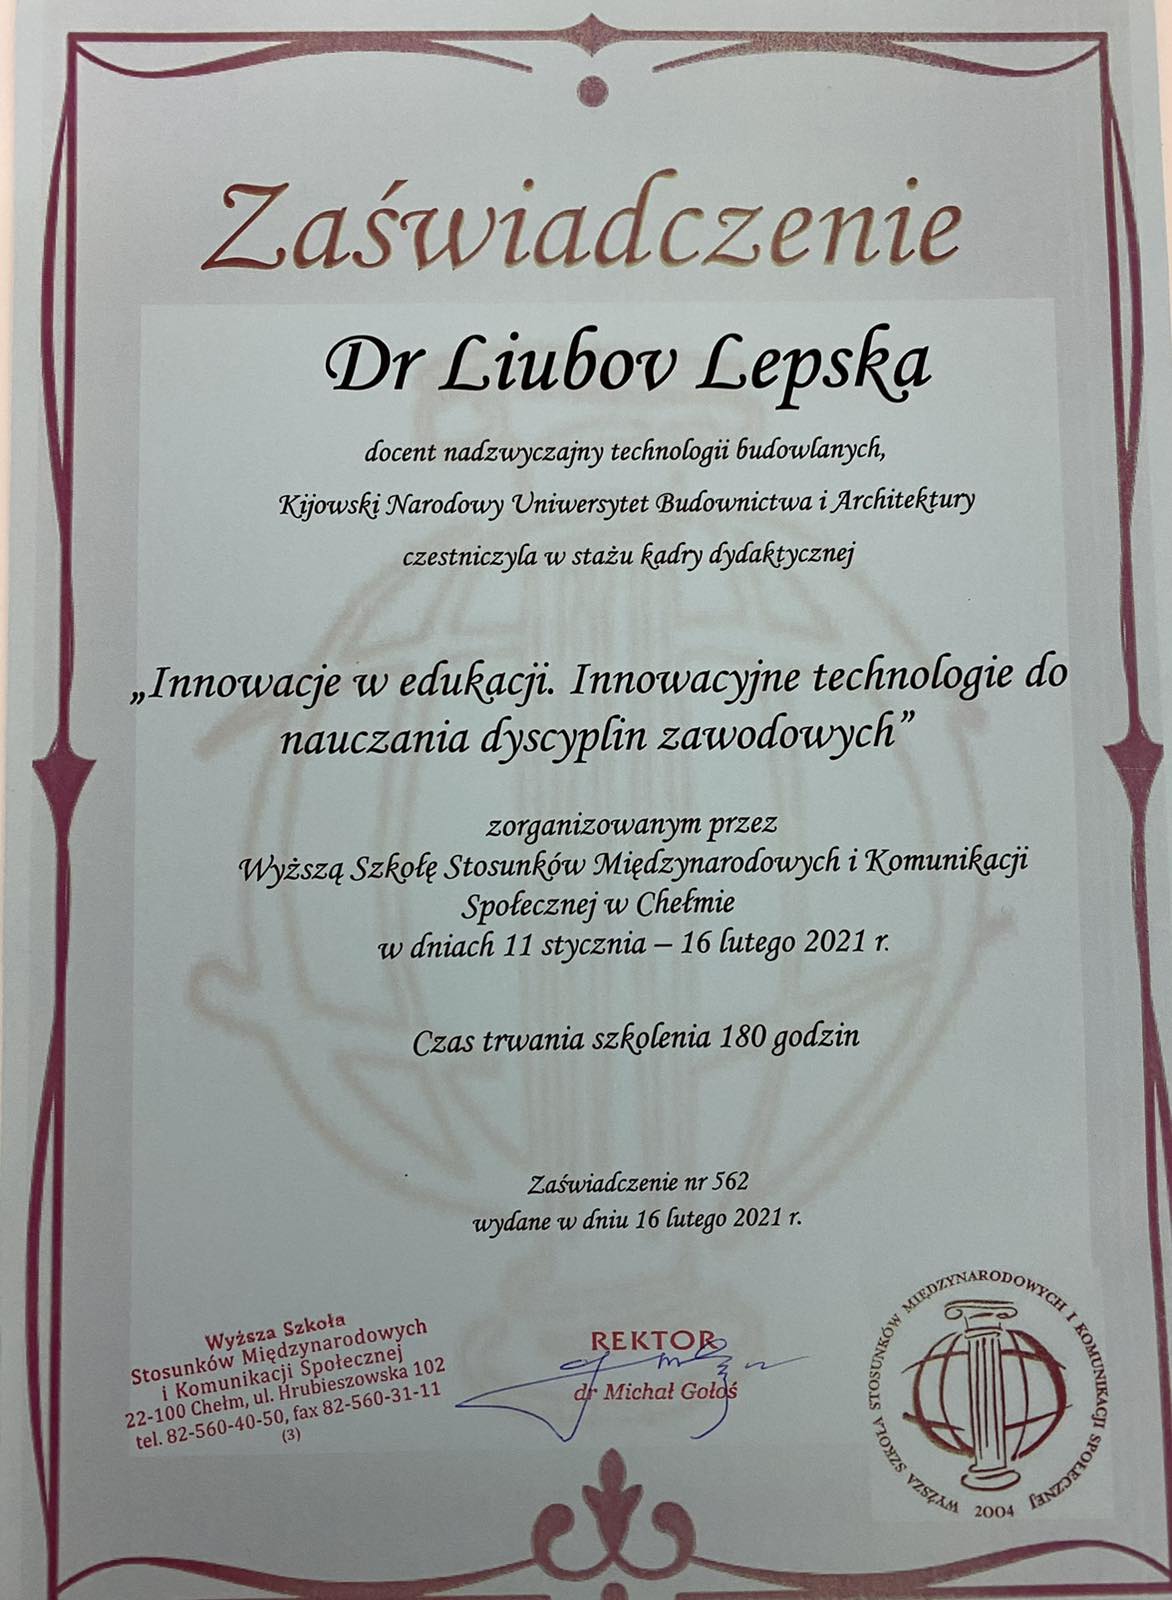 Zaświadczenie
Dr Liubov Lepska
docent nadzwyczajny technologii budowlanych,
Kijowski Narodowy Uniwersytet Budownictwa i Architektury
czestniczyla w stażu kadry dydaktycznej
„Innowacje w edukacji. Innowacyjne technologie do
nauczania dyscyplin zawodowych”
zorganizowanym przez
Wyższą Szkołę Stosunków Międzynarodowych i Komunikacji
Społecznej w Chełmie
w dniach 11 stycznia – 16 lutego 2021 r.
Czas trwania szkolenia 180 godzin
Zaświadczenie nr 562
wydane w dniu 16 lutego 2021 r.
Wyższa Szkoła
Stosunków Międzynarodowych
i Komunikacji Społecznej
22-100 Chełm, ul. Hrubieszowska 102
tel. 82-560-40-50, fax 82-560-31-11
(3)
REKTOR
dr Michał Gołoś
WYŻSZA SZKOŁA STOSUNKÓW MIĘDZYNARODOWYCH I KOMUNIKACJI SPOŁECZNEJ
2004